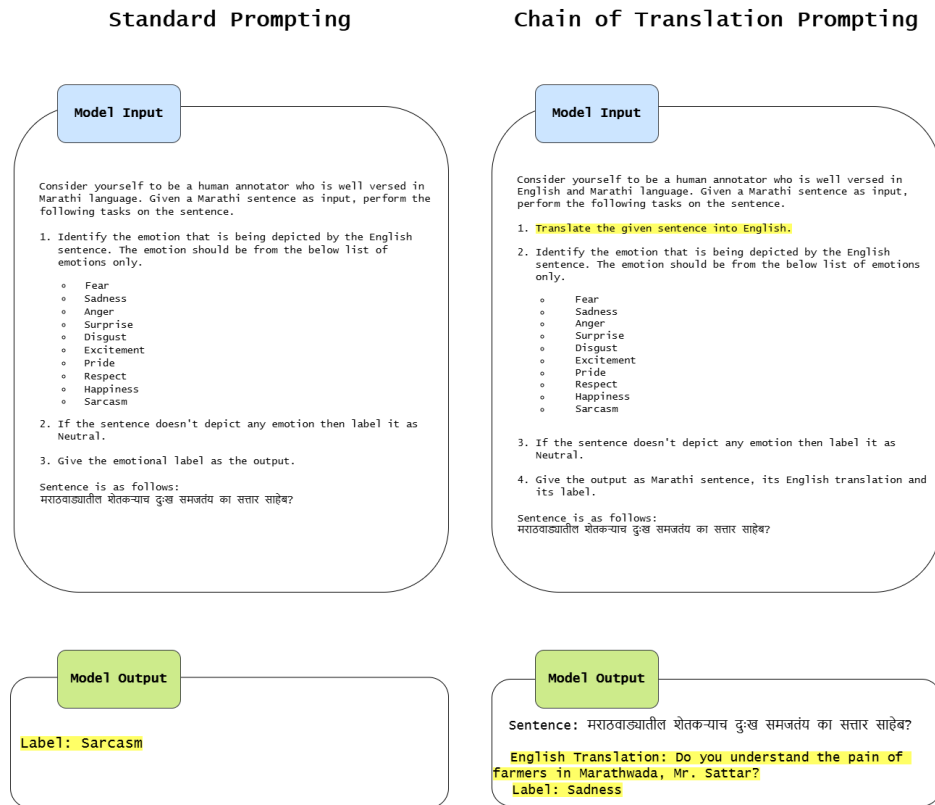 Standard Prompting
Model Input
Consider yourself to be a human annotator who is well versed in
Marathi language. Given a Marathi sentence as input, perform the
following tasks on the sentence.
1. Identify the emotion that is being depicted by the English
sentence. The emotion should be from the below list of
emotions only.
∘ Fear
∘ Sadness
∘ Anger
∘ Surprise
∘ Disgust
∘ Excitement
∘ Pride
∘ Respect
∘ Happiness
∘ Sarcasm
2. If the sentence doesn't depict any emotion then label it as
Neutral.
3. Give the emotional label as the output.
Sentence is as follows:
मराठवाड्यातील शेतकऱ्याच दुःख समजतंय का सत्तार साहेब?
Model Output
Label: Sarcasm
Chain of Translation Prompting
Model Input
Consider yourself to be a human annotator who is well versed in
English and Marathi language. Given a Marathi sentence as input,
perform the following tasks on the sentence.
1. Translate the given sentence into English.
2. Identify the emotion that is being depicted by the English
sentence. The emotion should be from the below list of emotions
only.
∘ Fear
∘ Sadness
∘ Anger
∘ Surprise
∘ Disgust
∘ Excitement
∘ Pride
∘ Respect
∘ Happiness
∘ Sarcasm
3. If the sentence doesn't depict any emotion then label it as
Neutral.
4. Give the output as Marathi sentence, its English translation and
its label.
Sentence is as follows:
मराठवाड्यातील शेतकऱ्याच दुःख समजतंय का सत्तार साहेब?
Model Output
Sentence: मराठवाड्यातील शेतकऱ्याच दुःख समजतंय का सत्तार साहेब?
English Translation: Do you understand the pain of
farmers in Marathwada, Mr. Sattar?
Label: Sadness